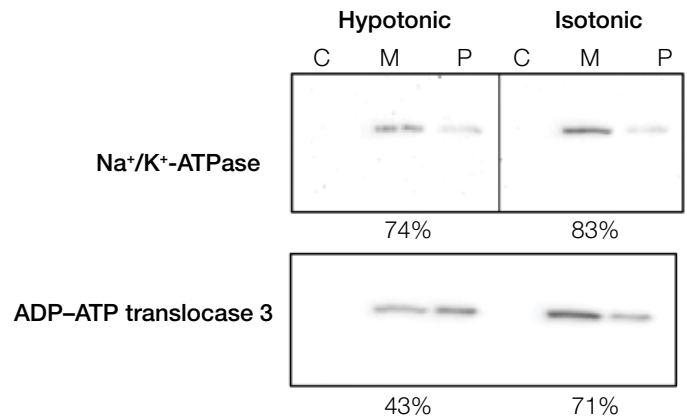 Hypotonic Isotonic
C M P C M P
Na⁺/K⁺-ATPase
74% 83%
ADP–ATP translocase 3
43% 71%